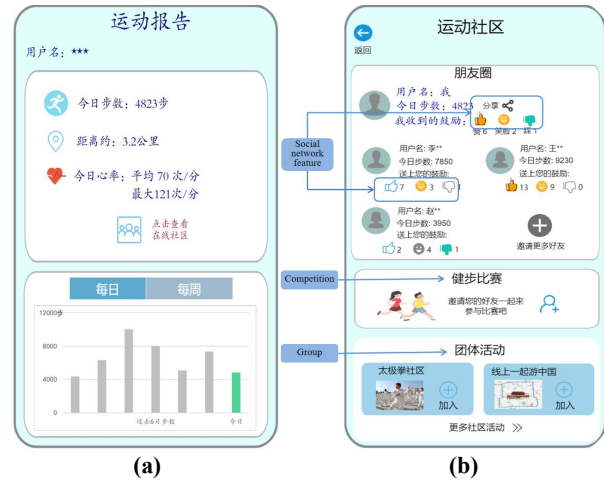 运动报告
用户名：***
今日步数：4823步
距离约：3.2公里
今日心率：平均 70 次/分
最大121次/分
点击查看
在线社区
每日
每周
12000步
8000
4000
0
过去6日步数
今日
(a)
Social network feature
Competition
Group
返回
运动社区
朋友圈
用户名：我
今日步数：4823
我收到的鼓励：
分享
赞 6 笑脸 2 踩 1
用户名：李**
今日步数：7850
送上您的鼓励：
7 3 1
用户名：王**
今日步数：9230
送上您的鼓励：
13 9 0
用户名：赵**
今日步数：3950
送上您的鼓励：
2 4 1
邀请更多好友
健步比赛
邀请您的好友一起来
参与比赛吧
团体活动
太极拳社区
加入
线上一起游中国
加入
更多社区活动
(b)